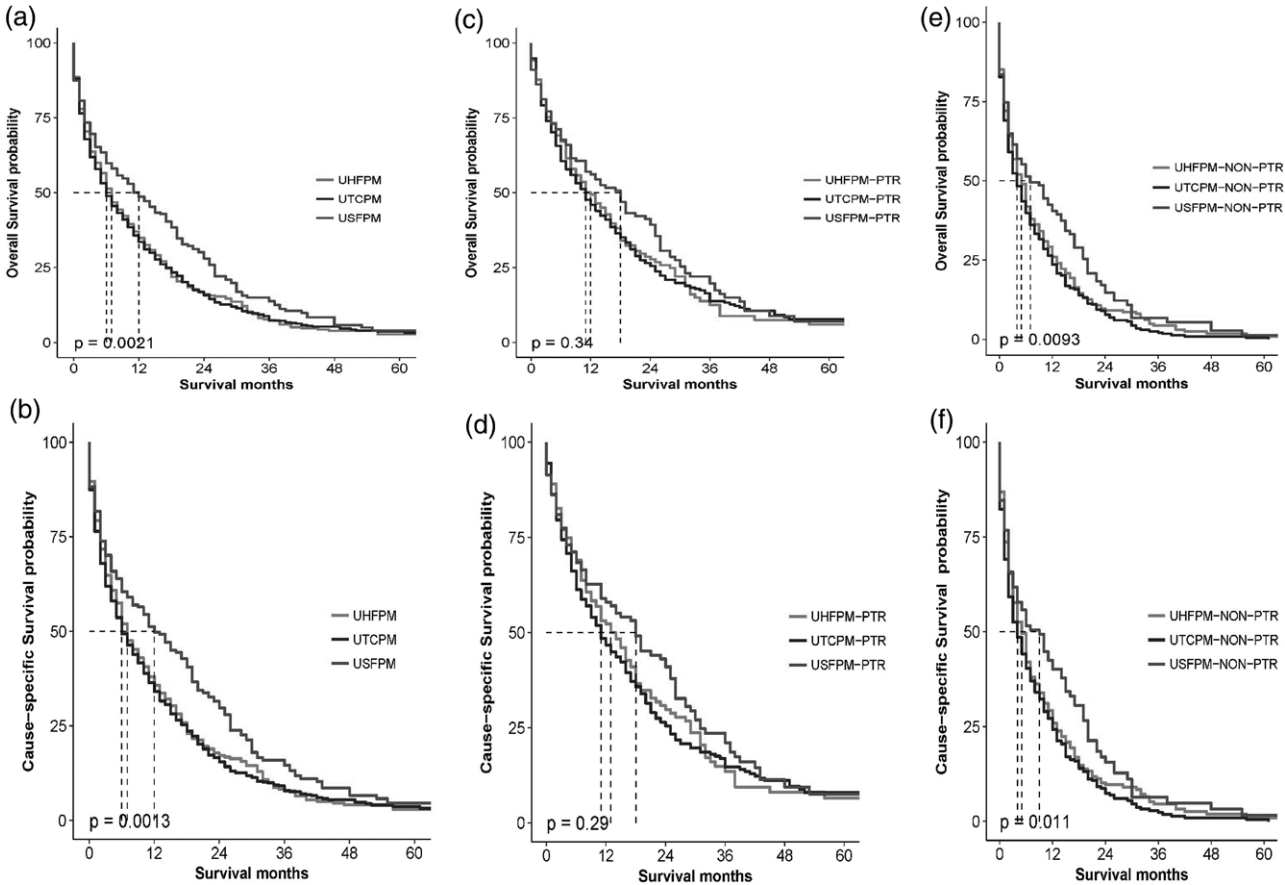 (a)
Overall Survival probability
100
75
50
25
0
UHFPM
UTCPM
USFPM
p = 0.0021
0 12 24 36 48 60
Survival months
(c)
Overall Survival probability
100
75
50
25
0
UHFPM-PTR
UTCPM-PTR
USFPM-PTR
p = 0.34
0 12 24 36 48 60
Survival months
(e)
Overall Survival probability
100
75
50
25
0
UHFPM-NON-PTR
UTCPM-NON-PTR
USFPM-NON-PTR
p = 0.0093
0 12 24 36 48 60
Survival months
(b)
Cause-specific Survival probability
100
75
50
25
0
UHFPM
UTCPM
USFPM
p = 0.0013
0 12 24 36 48 60
Survival months
(d)
Cause-specific Survival probability
100
75
50
25
0
UHFPM-PTR
UTCPM-PTR
USFPM-PTR
p = 0.29
0 12 24 36 48 60
Survival months
(f)
Cause-specific Survival probability
100
75
50
25
0
UHFPM-NON-PTR
UTCPM-NON-PTR
USFPM-NON-PTR
p = 0.011
0 12 24 36 48 60
Survival months